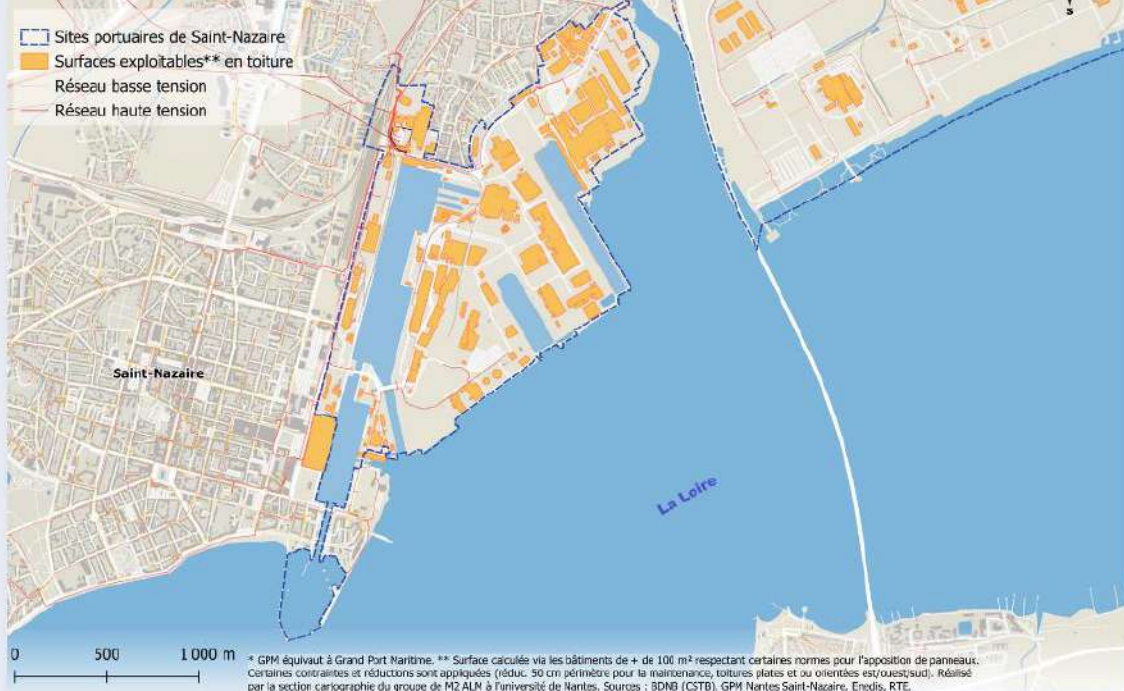 S
Sites portuaires de Saint-Nazaire
Surfaces exploitables** en toiture
Réseau basse tension
Réseau haute tension
Saint-Nazaire
La Loire
0 500 1 000 m
* GPM équivaut à Grand Port Maritime. ** Surface calculée via les bâtiments de + de 100 m² respectant certaines normes pour l'apposition de panneaux.
Certaines contraintes et réductions sont appliquées (réduc. 50 cm périmètre pour la maintenance, toitures plates et ou orientées est/ouest/sud). Réalisé
par la section cartographie du groupe de M2 ALM à l'université de Nantes. Sources : BDNB (CSTB), GPM Nantes Saint-Nazaire, Enedis, RTE.